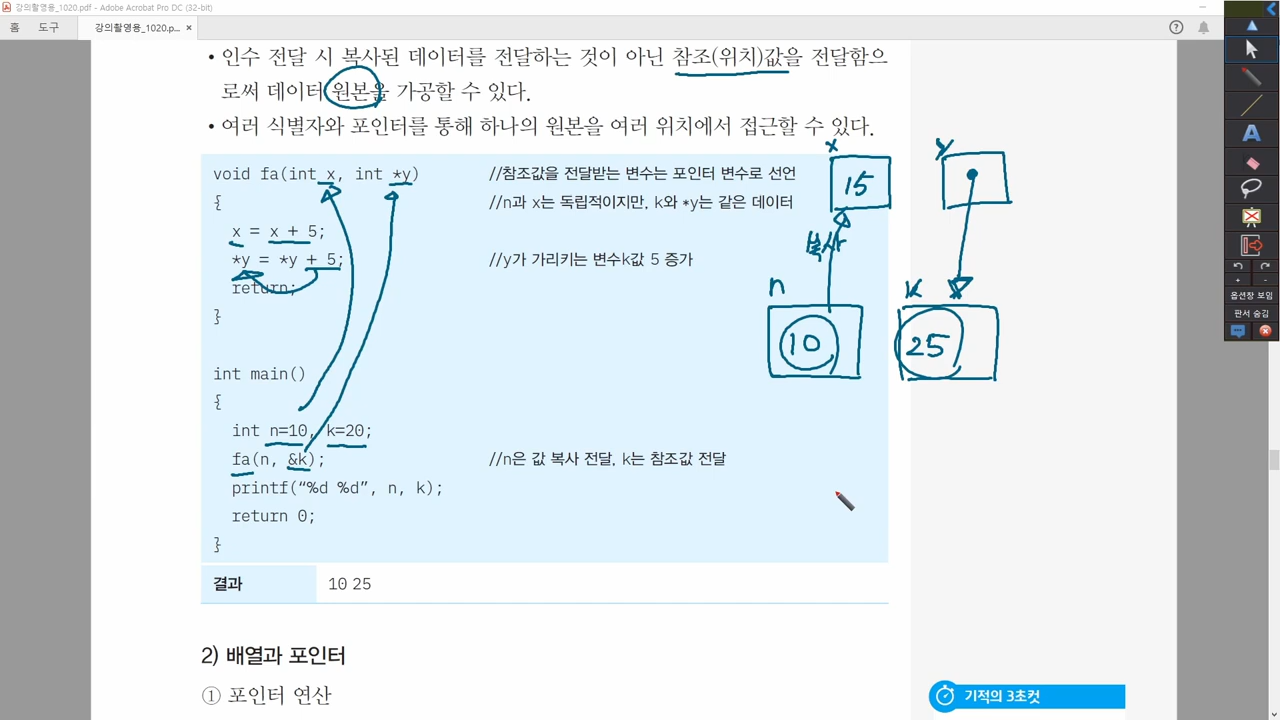 강의촬영용_1020.pdf - Adobe Acrobat Pro DC (32-bit)
홈 도구 강의촬영용_1020.p... ×
• 인수 전달 시 복사된 데이터를 전달하는 것이 아닌 참조(위치)값을 전달함으
로써 데이터 원본을 가공할 수 있다.
• 여러 식별자와 포인터를 통해 하나의 원본을 여러 위치에서 접근할 수 있다.
x y
void fa(int x, int *y) //참조값을 전달받는 변수는 포인터 변수로 선언
15
{ //n과 x는 독립적이지만, k와 *y는 같은 데이터
x = x + 5;
복사
*y = *y + 5; //y가 가리키는 변수k값 5 증가
return;
n k
}
10 25
int main()
{
int n=10, k=20;
fa(n, &k); //n은 값 복사 전달, k는 참조값 전달
printf(“%d %d”, n, k);
return 0;
}
결과 10 25
2) 배열과 포인터
① 포인터 연산
기적의 3초컷
A
옵션장 보임
판서 숨김